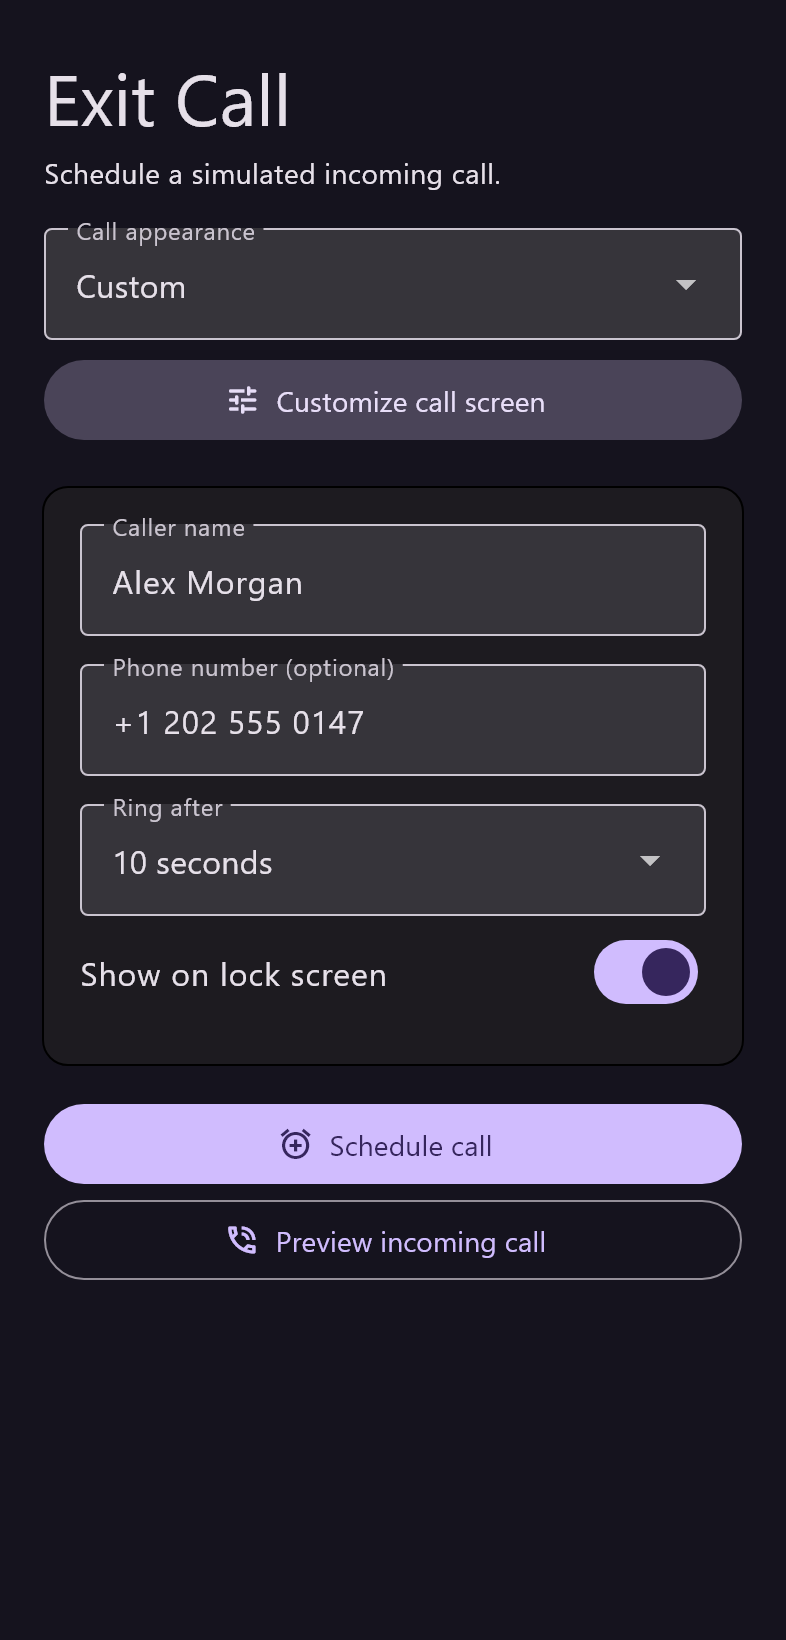 Exit Call
Schedule a simulated incoming call.
Call appearance
Custom
Customize call screen
Caller name
Alex Morgan
Phone number (optional)
+1 202 555 0147
Ring after
10 seconds
Show on lock screen
Schedule call
Preview incoming call